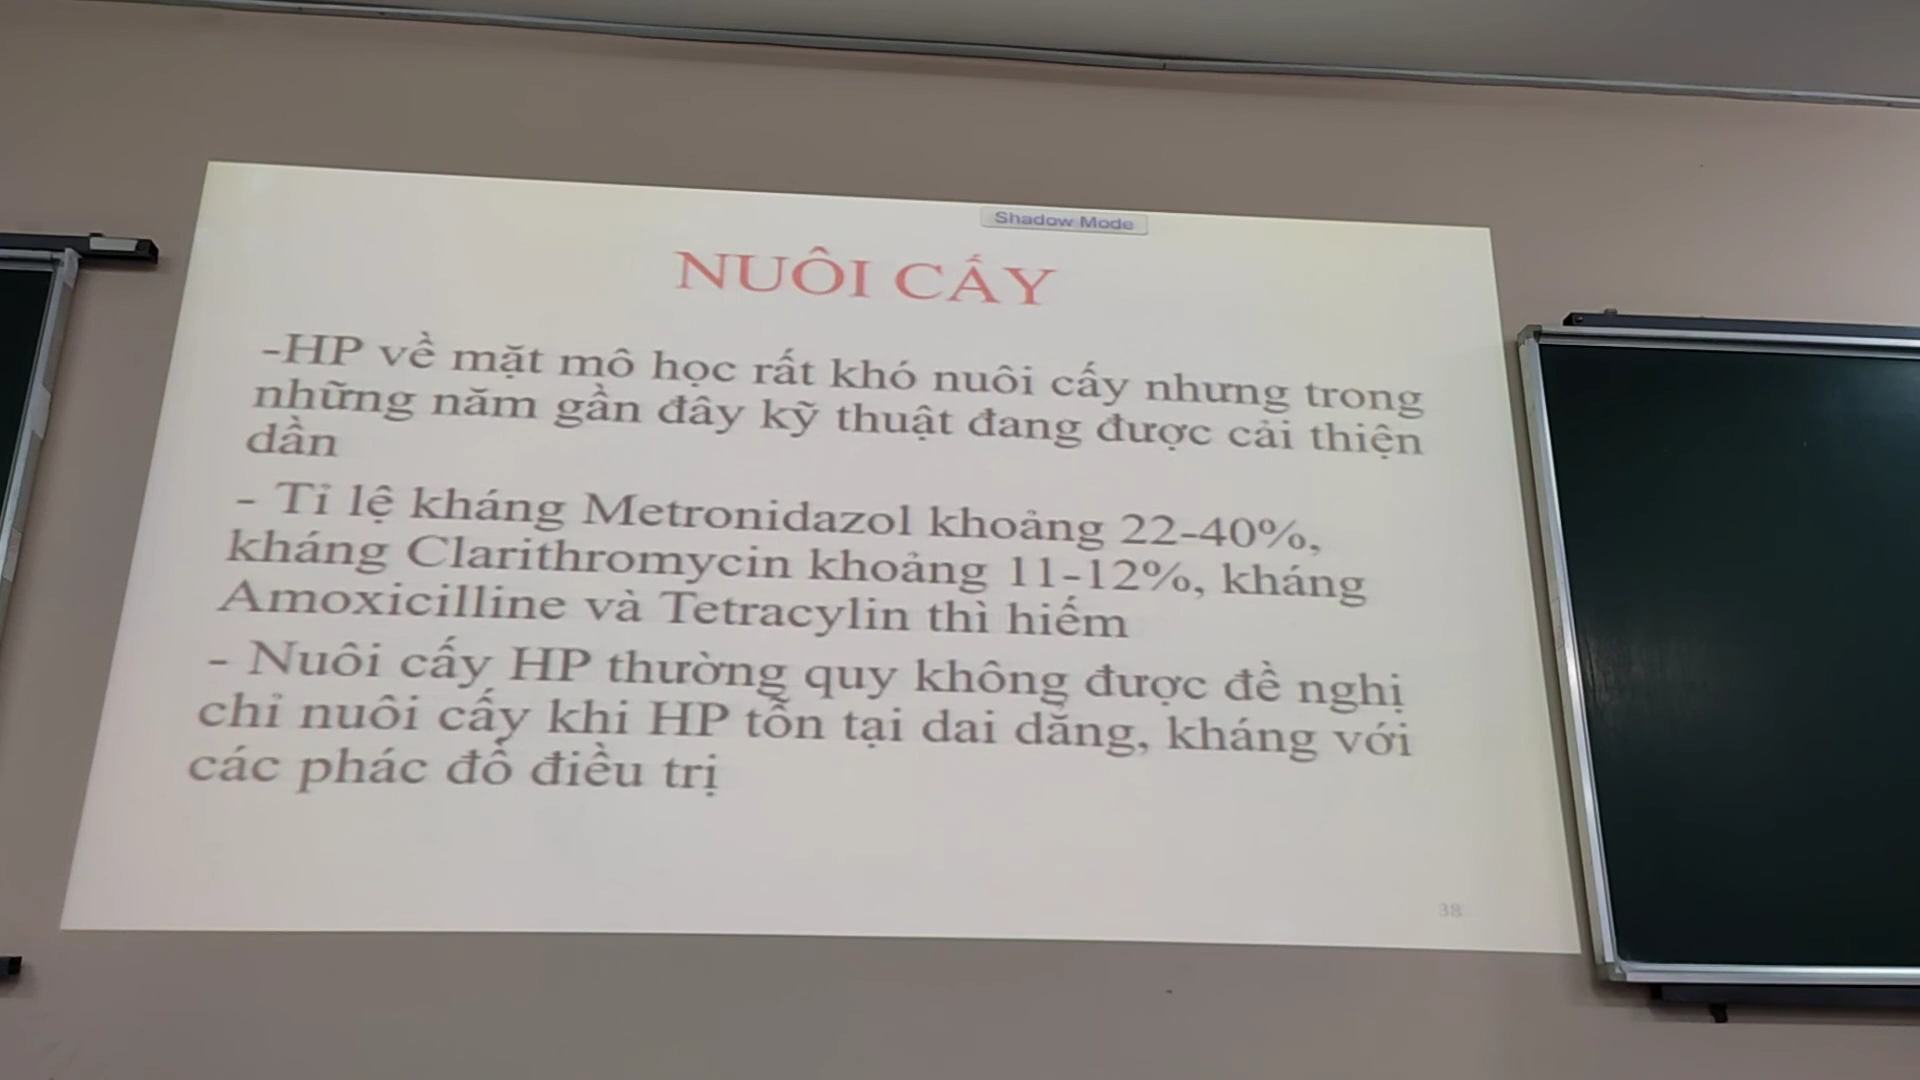 Shadow Mode
NUÔI CẤY
-HP về mặt mô học rất khó nuôi cấy nhưng trong
những năm gần đây kỹ thuật đang được cải thiện
dần
- Tỉ lệ kháng Metronidazol khoảng 22-40%,
kháng Clarithromycin khoảng 11-12%, kháng
Amoxicilline và Tetracylin thì hiếm
- Nuôi cấy HP thường quy không được đề nghị
chỉ nuôi cấy khi HP tồn tại dai dẳng, kháng với
các phác đồ điều trị
38